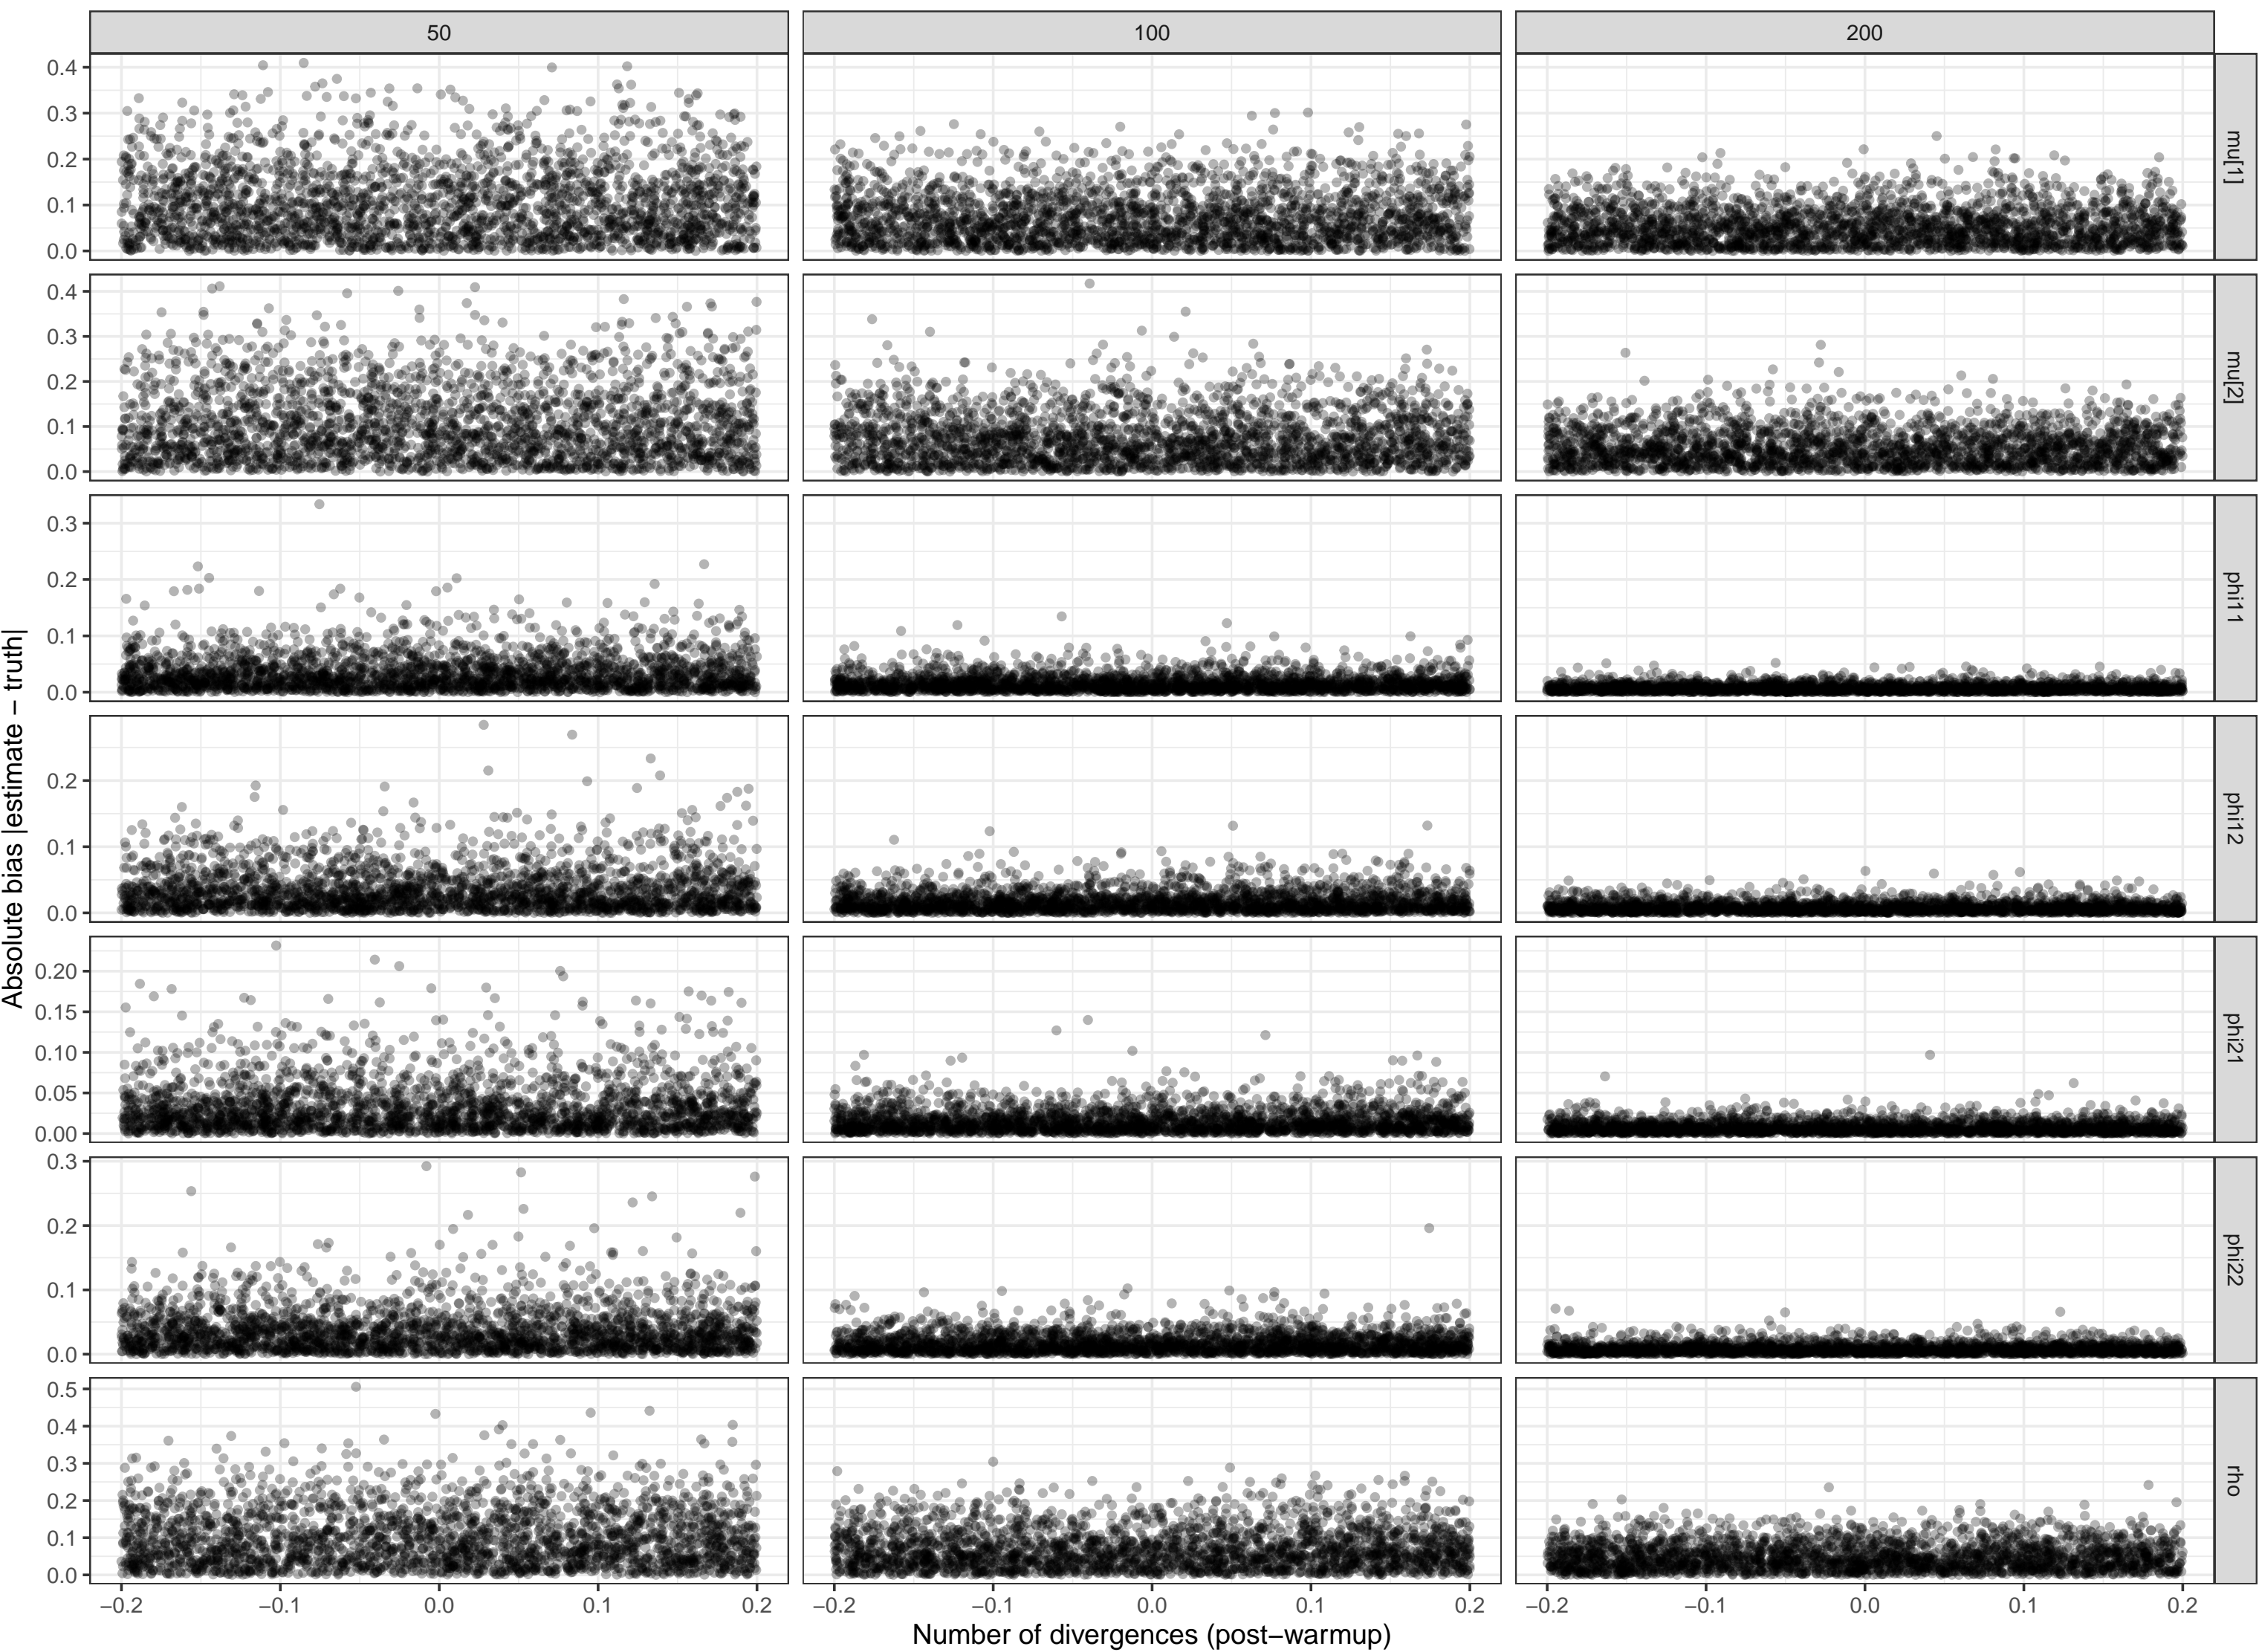 50 100 200
0.4
0.3
0.2
0.1
0.0
mu[1]
0.4
0.3
0.2
0.1
0.0
mu[2]
0.3
0.2
0.1
0.0
phi11
0.2
0.1
0.0
phi12
0.20
0.15
0.10
0.05
0.00
phi21
0.3
0.2
0.1
0.0
phi22
0.5
0.4
0.3
0.2
0.1
0.0
rho
Absolute bias |estimate − truth|
−0.2 −0.1 0.0 0.1 0.2 −0.2 −0.1 0.0 0.1 0.2 −0.2 −0.1 0.0 0.1 0.2
Number of divergences (post−warmup)